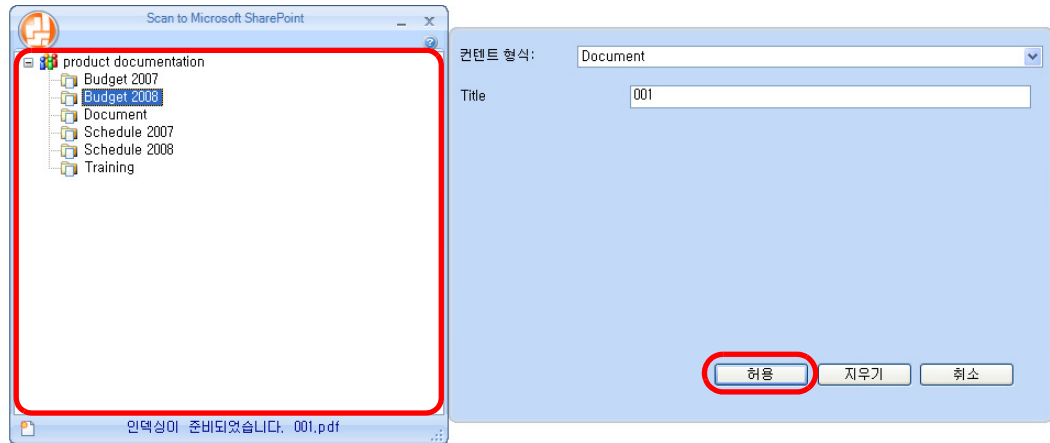 Scan to Microsoft SharePoint
product documentation
Budget 2007
Budget 2008
Document
Schedule 2007
Schedule 2008
Training
인덱싱이 준비되었습니다. 001.pdf
컨텐트 형식: Document
Title 001
허용 지우기 취소